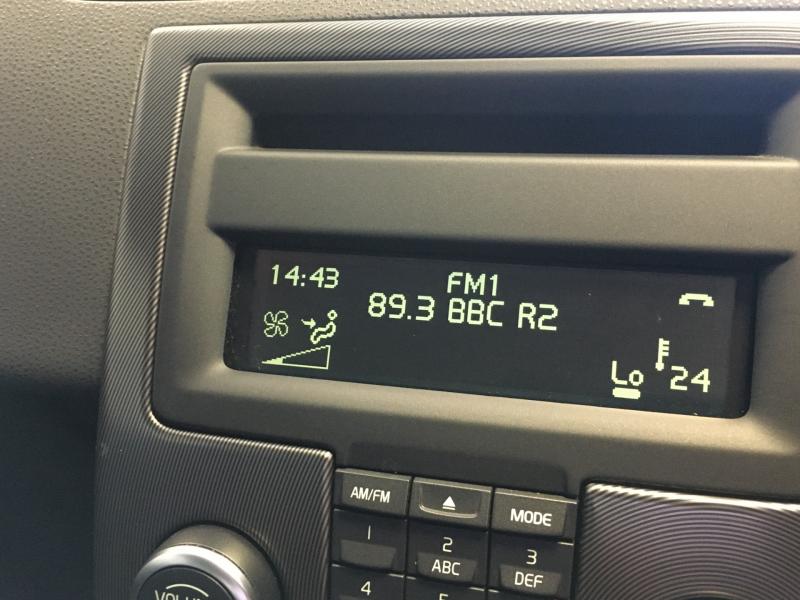 14:43
FM1
89.3 BBC R2
Lo
24
AM/FM
MODE
1
2
ABC
3
DEF
4